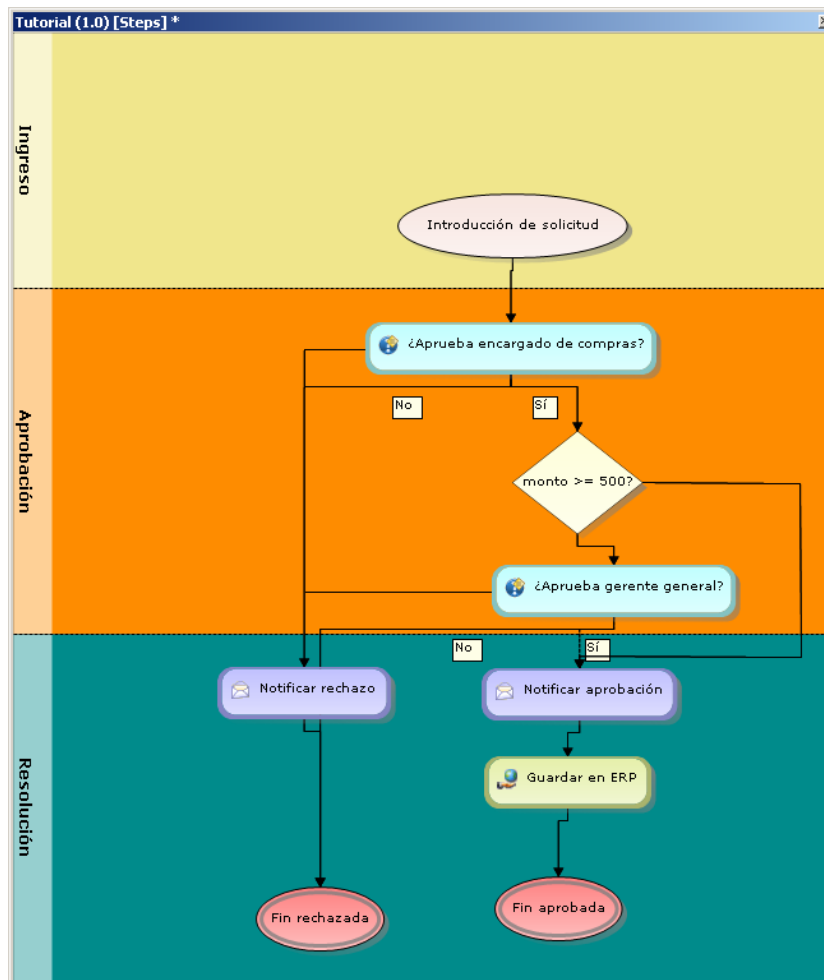 Tutorial (1.0) [Steps] *
Ingreso
Introducción de solicitud
Aprobación
¿Aprueba encargado de compras?
No
Sí
monto >= 500?
¿Aprueba gerente general?
No
Sí
Resolución
Notificar rechazo
Notificar aprobación
Guardar en ERP
Fin rechazada
Fin aprobada